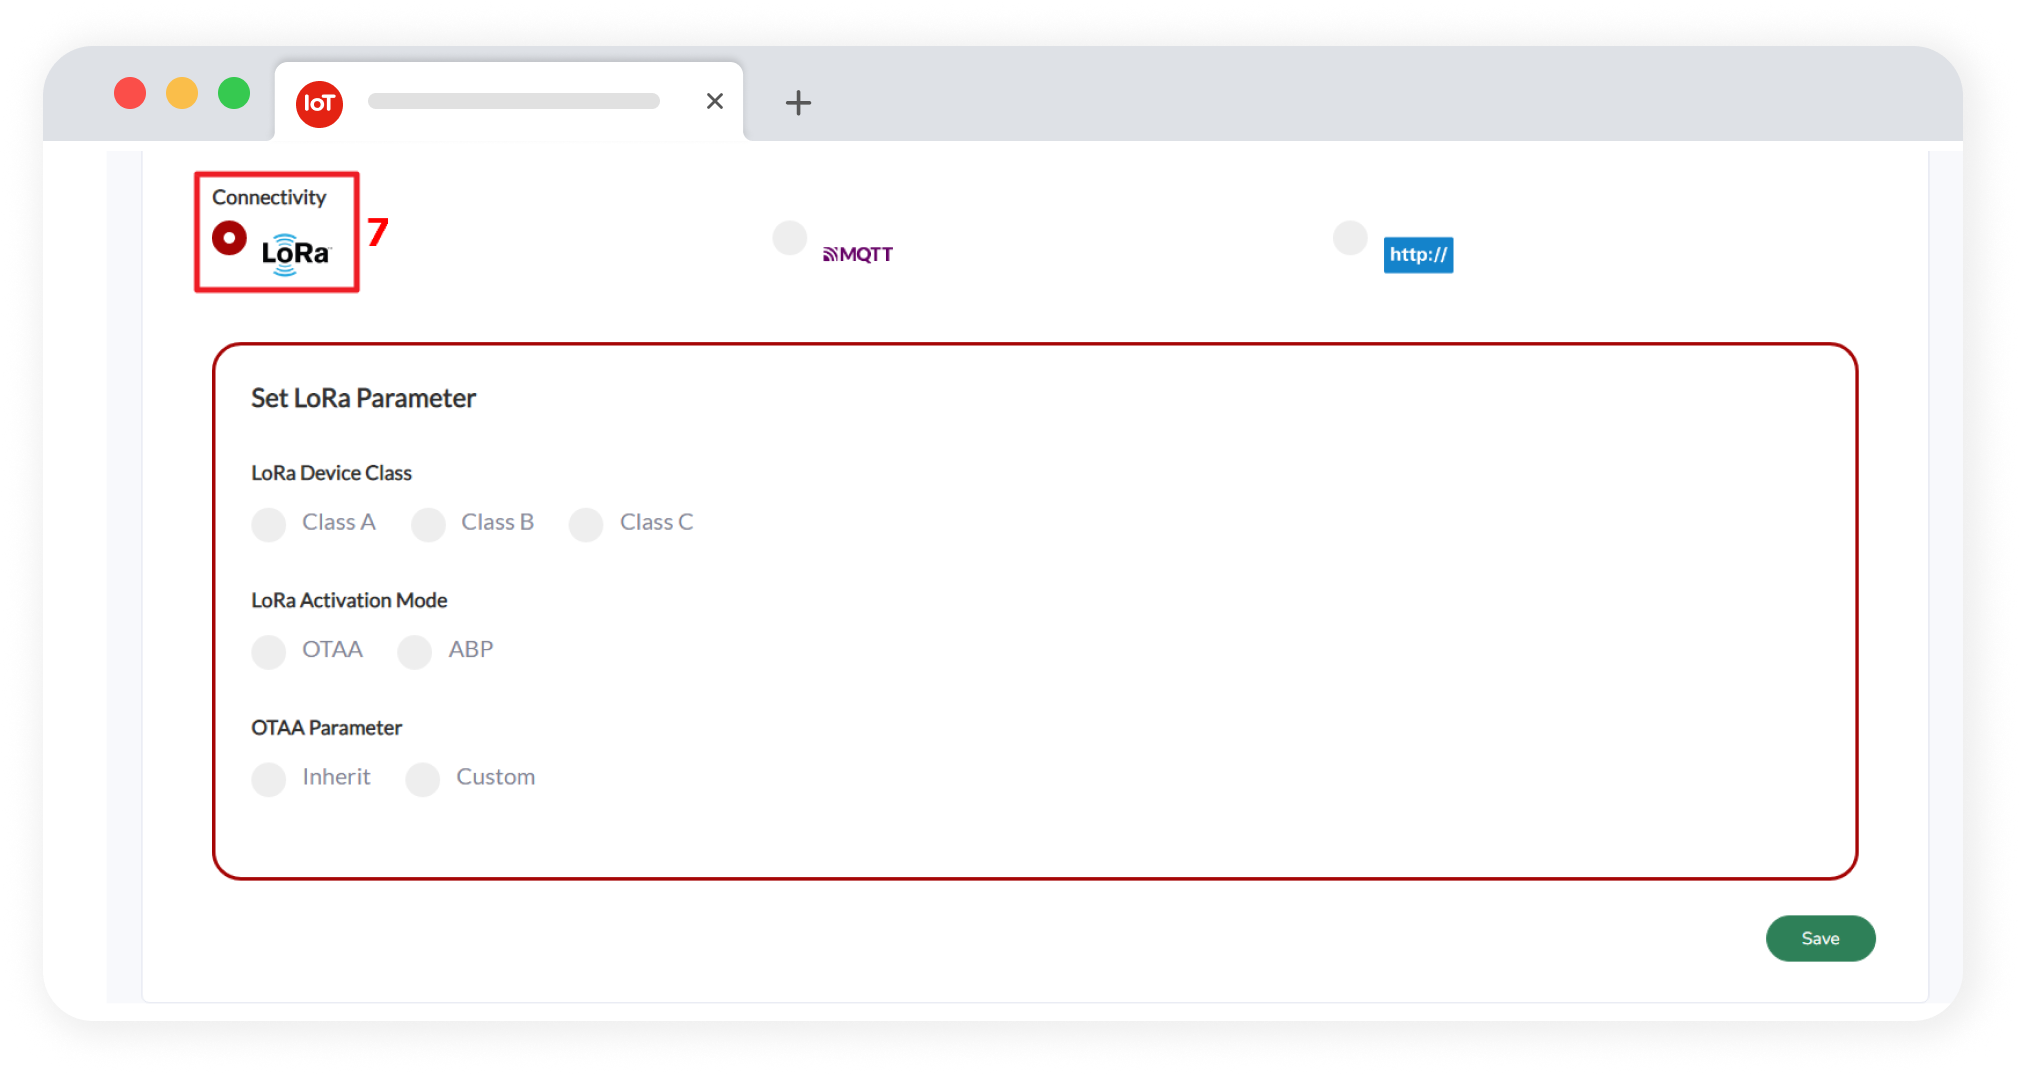 IoT
Connectivity
LoRa 7
MQTT
http://
Set LoRa Parameter
LoRa Device Class
Class A Class B Class C
LoRa Activation Mode
OTAA ABP
OTAA Parameter
Inherit Custom
Save